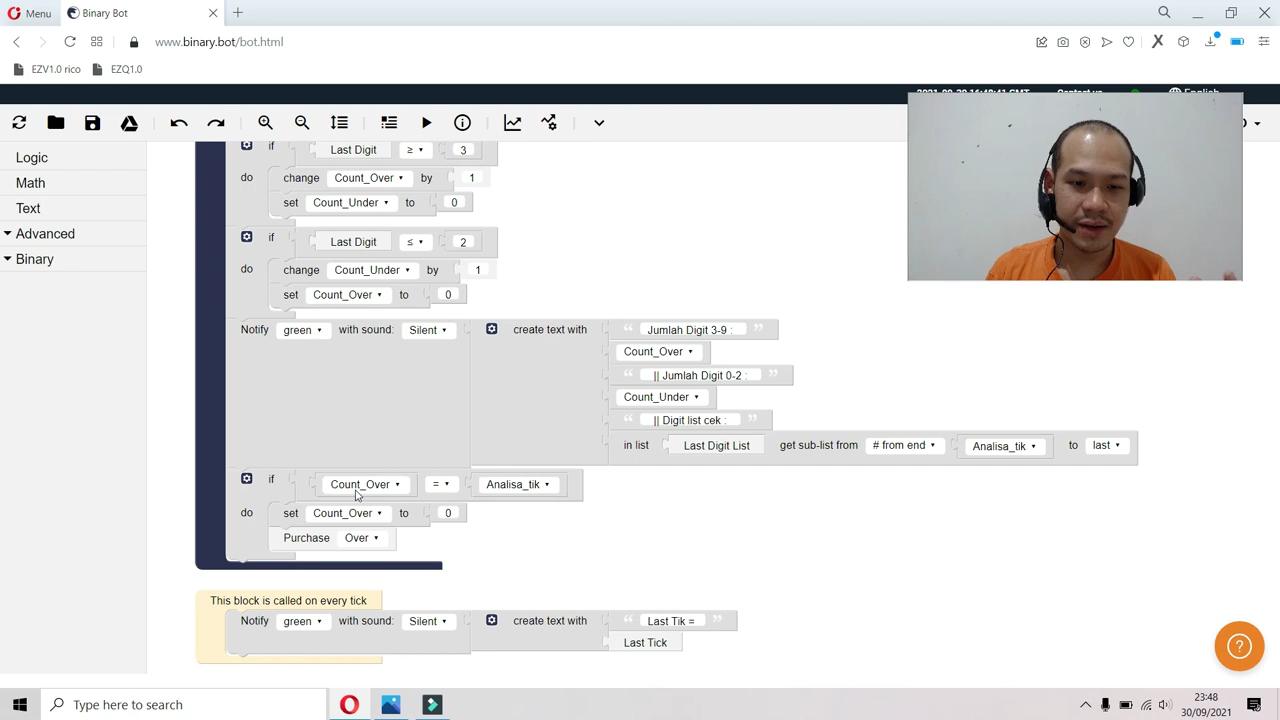 Menu
Binary Bot
www.binary.bot/bot.html
EZV1.0 rico
EZQ1.0
English
Logic
Math
Text
Advanced
Binary
if Last Digit ≥ 3
do change Count_Over by 1
set Count_Under to 0
if Last Digit ≤ 2
do change Count_Under by 1
set Count_Over to 0
Notify green with sound: Silent create text with “ Jumlah Digit 3-9 : ”
Count_Over
“ || Jumlah Digit 0-2 : ”
Count_Under
“ || Digit list cek : ”
in list Last Digit List get sub-list from # from end Analisa_tik to last
if Count_Over = Analisa_tik
do set Count_Over to 0
Purchase Over
This block is called on every tick
Notify green with sound: Silent create text with “ Last Tik = ”
Last Tick
?
Type here to search
23:48
30/09/2021